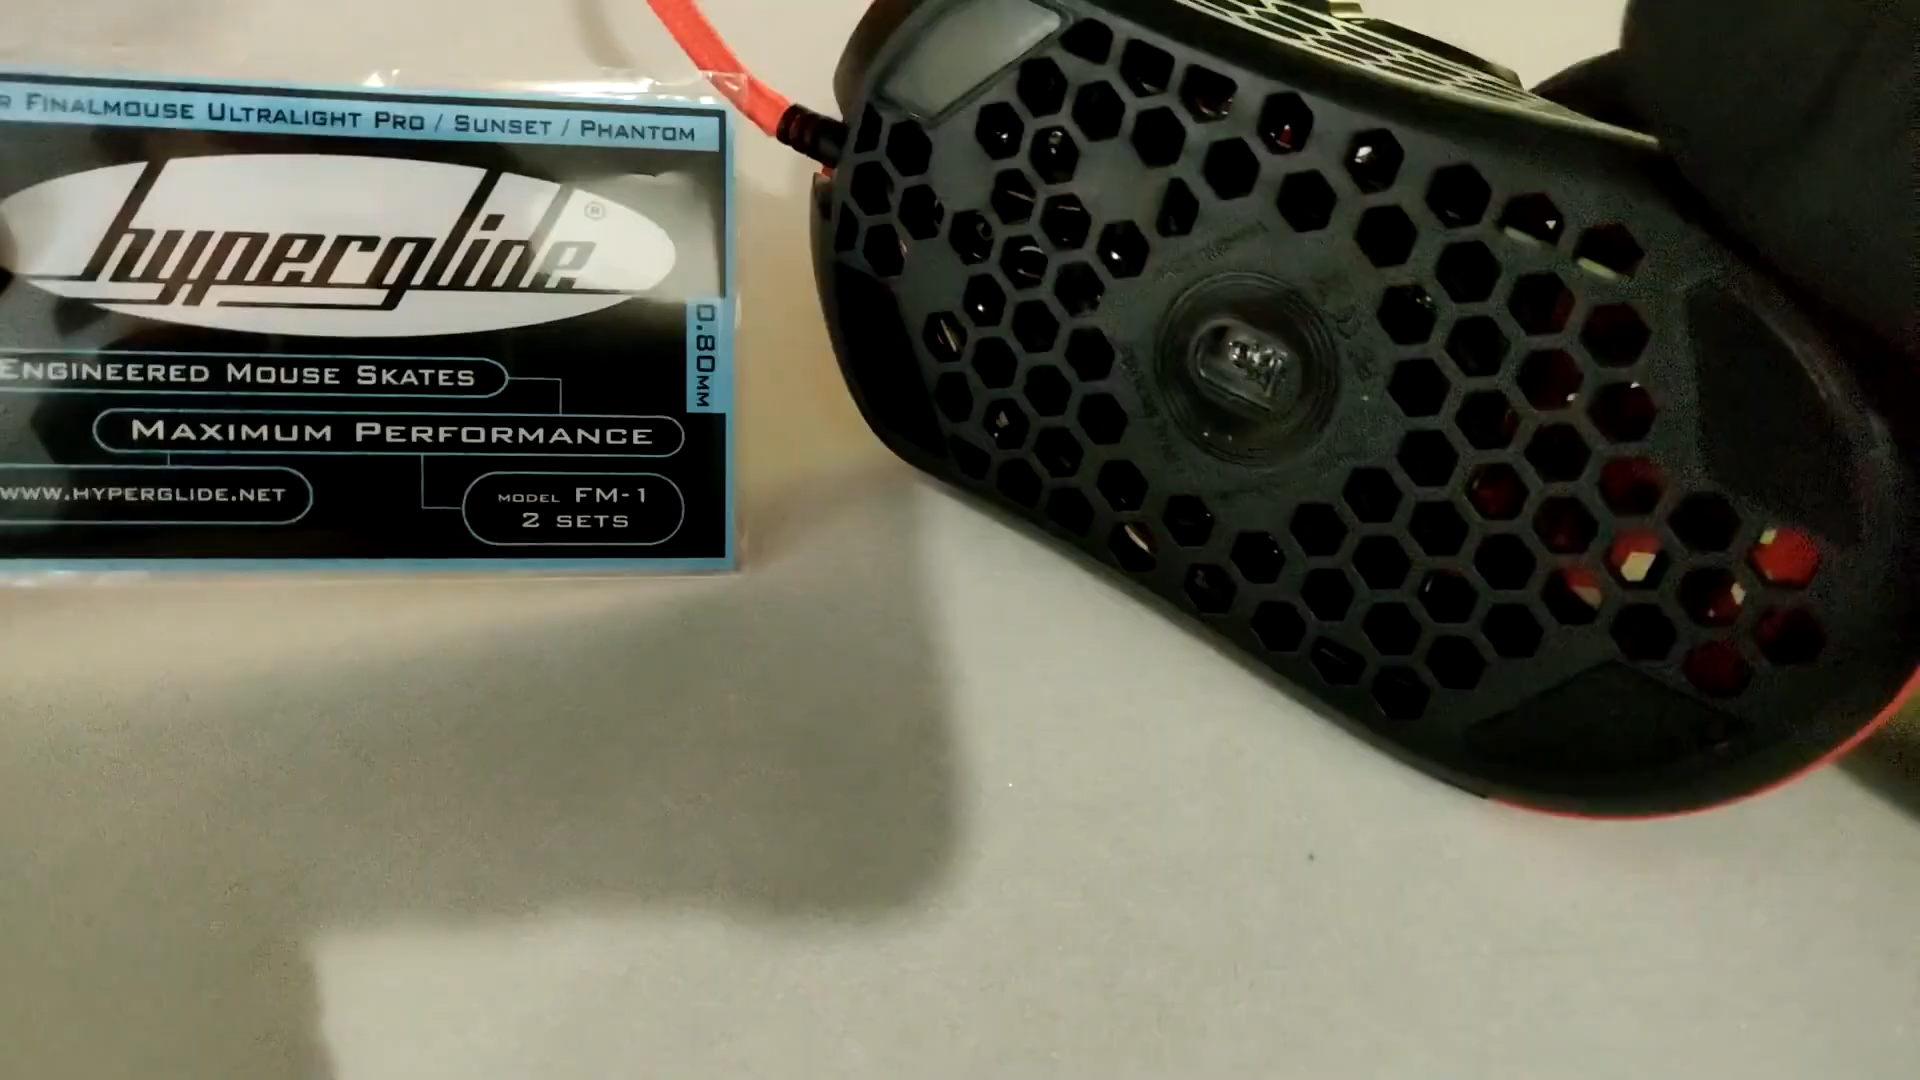 R FINALMOUSE ULTRALIGHT PRO / SUNSET / PHANTOM
hyperglide®
0.80MM
ENGINEERED MOUSE SKATES
MAXIMUM PERFORMANCE
WWW.HYPERGLIDE.NET
MODEL FM-1
2 SETS